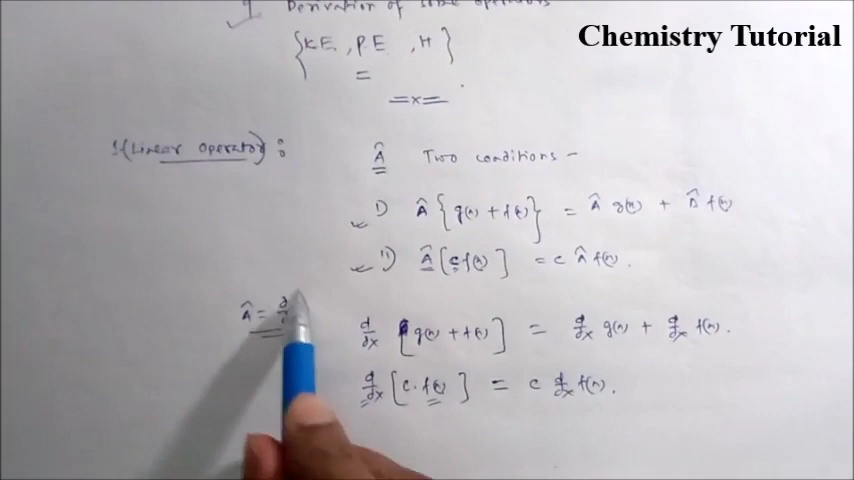 Derivation of some operators
Chemistry Tutorial
{K.E, P.E, H}
=x=
1 (Linear operator) :
Â Two conditions -
i) Â {g(x) + f(x)} = Â g(x) + Â f(x)
ii) Â [c f(x)] = c Â f(x).
Â =
d/dx [g(x) + f(x)] = d/dx g(x) + d/dx f(x).
d/dx [c. f(x)] = c d/dx f(x).